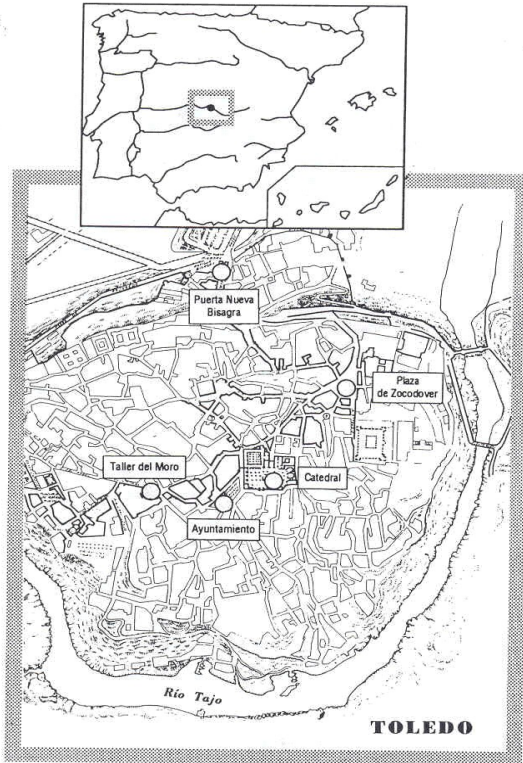 Puerta Nueva
Bisagra
Plaza
de Zocodover
Taller del Moro
Catedral
Ayuntamiento
Río Tajo
TOLEDO